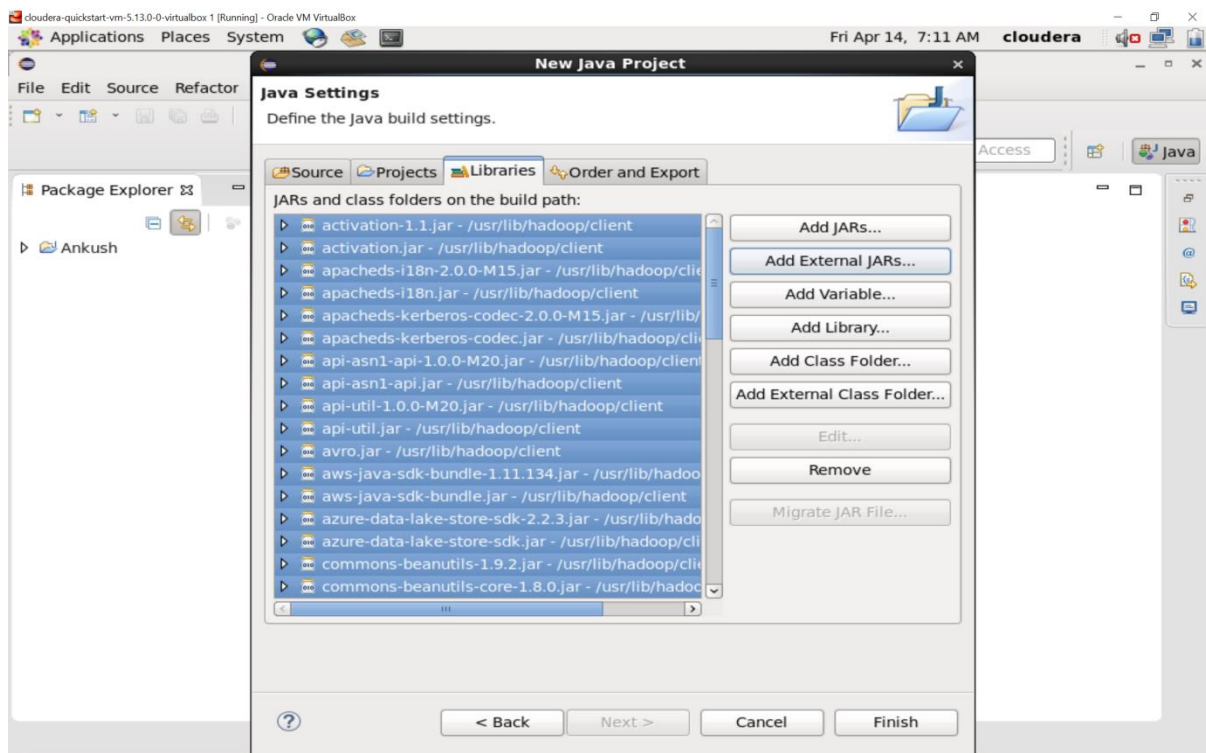 cloudera-quickstart-vm-5.13.0-0-virtualbox 1 [Running] - Oracle VM VirtualBox
Applications Places System Fri Apr 14, 7:11 AM cloudera
New Java Project
File Edit Source Refactor
Java Settings
Define the Java build settings.
Access
Java
Source Projects Libraries Order and Export
Package Explorer
JARs and class folders on the build path:
activation-1.1.jar - /usr/lib/hadoop/client
Add JARs...
activation.jar - /usr/lib/hadoop/client
Ankush
Add External JARs...
apacheds-i18n-2.0.0-M15.jar - /usr/lib/hadoop/clie
apacheds-i18n.jar - /usr/lib/hadoop/client
Add Variable...
apacheds-kerberos-codec-2.0.0-M15.jar - /usr/lib/
Add Library...
apacheds-kerberos-codec.jar - /usr/lib/hadoop/clie
api-asn1-api-1.0.0-M20.jar - /usr/lib/hadoop/client
Add Class Folder...
api-asn1-api.jar - /usr/lib/hadoop/client
Add External Class Folder...
api-util-1.0.0-M20.jar - /usr/lib/hadoop/client
api-util.jar - /usr/lib/hadoop/client
Edit...
avro.jar - /usr/lib/hadoop/client
aws-java-sdk-bundle-1.11.134.jar - /usr/lib/hadoo
Remove
aws-java-sdk-bundle.jar - /usr/lib/hadoop/client
azure-data-lake-store-sdk-2.2.3.jar - /usr/lib/hado
Migrate JAR File...
azure-data-lake-store-sdk.jar - /usr/lib/hadoop/cli
commons-beanutils-1.9.2.jar - /usr/lib/hadoop/clie
commons-beanutils-core-1.8.0.jar - /usr/lib/hadoc
< Back Next > Cancel Finish